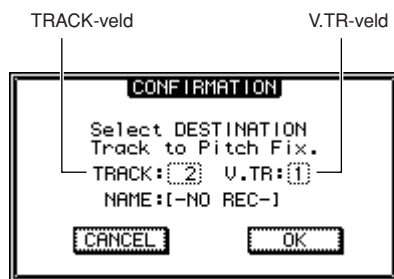 TRACK-veld V.TR-veld
CONFIRMATION
Select DESTINATION
Track to Pitch Fix.
TRACK: 2 V.TR:1
NAME:[-NO REC-]
CANCEL OK